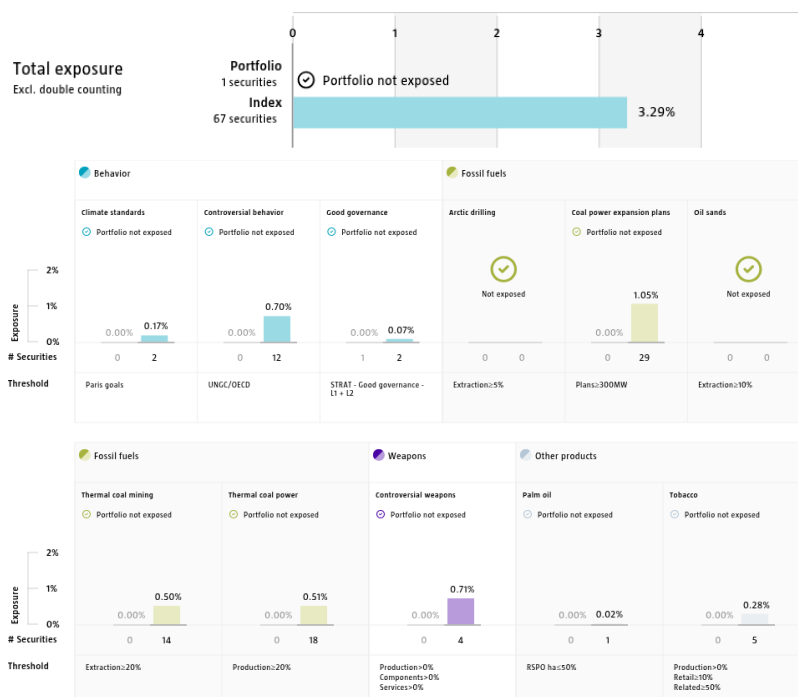 0 1 2 3 4
Total exposure
Excl. double counting
Portfolio
1 securities
Portfolio not exposed
Index
67 securities
3.29%
Behavior
Fossil fuels
Climate standards
Controversial behavior
Good governance
Arctic drilling
Coal power expansion plans
Oil sands
Portfolio not exposed
Portfolio not exposed
Portfolio not exposed
Portfolio not exposed
Not exposed
Not exposed
Exposure
2%
1%
0%
0.00% 0.17%
0.00% 0.70%
0.00% 0.07%
0.00% 1.05%
# Securities
0 2
0 12
1 2
0 0
0 29
0 0
Threshold
Paris goals
UNGC/OECD
STRAT - Good governance -
L1 + L2
Extraction≥5%
Plans≥300MW
Extraction≥10%
Fossil fuels
Weapons
Other products
Thermal coal mining
Thermal coal power
Controversial weapons
Palm oil
Tobacco
Portfolio not exposed
Portfolio not exposed
Portfolio not exposed
Portfolio not exposed
Portfolio not exposed
Exposure
2%
1%
0%
0.00% 0.50%
0.00% 0.51%
0.00% 0.71%
0.00% 0.02%
0.00% 0.28%
# Securities
0 14
0 18
0 4
0 1
0 5
Threshold
Extraction≥20%
Production≥20%
Production>0%
Components>0%
Services>0%
RSPO ha≤50%
Production>0%
Retail≥10%
Related≥50%